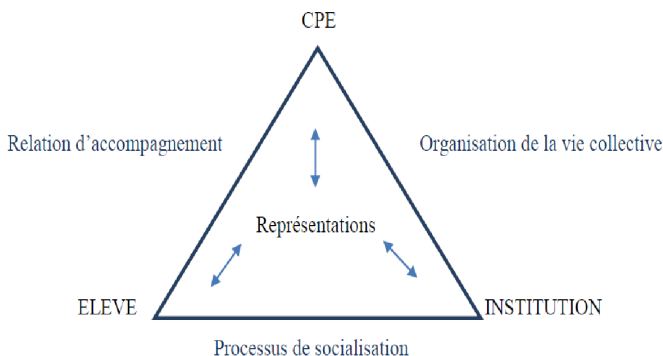 CPE
Relation d'accompagnement
Organisation de la vie collective
Représentations
ELEVE
INSTITUTION
Processus de socialisation